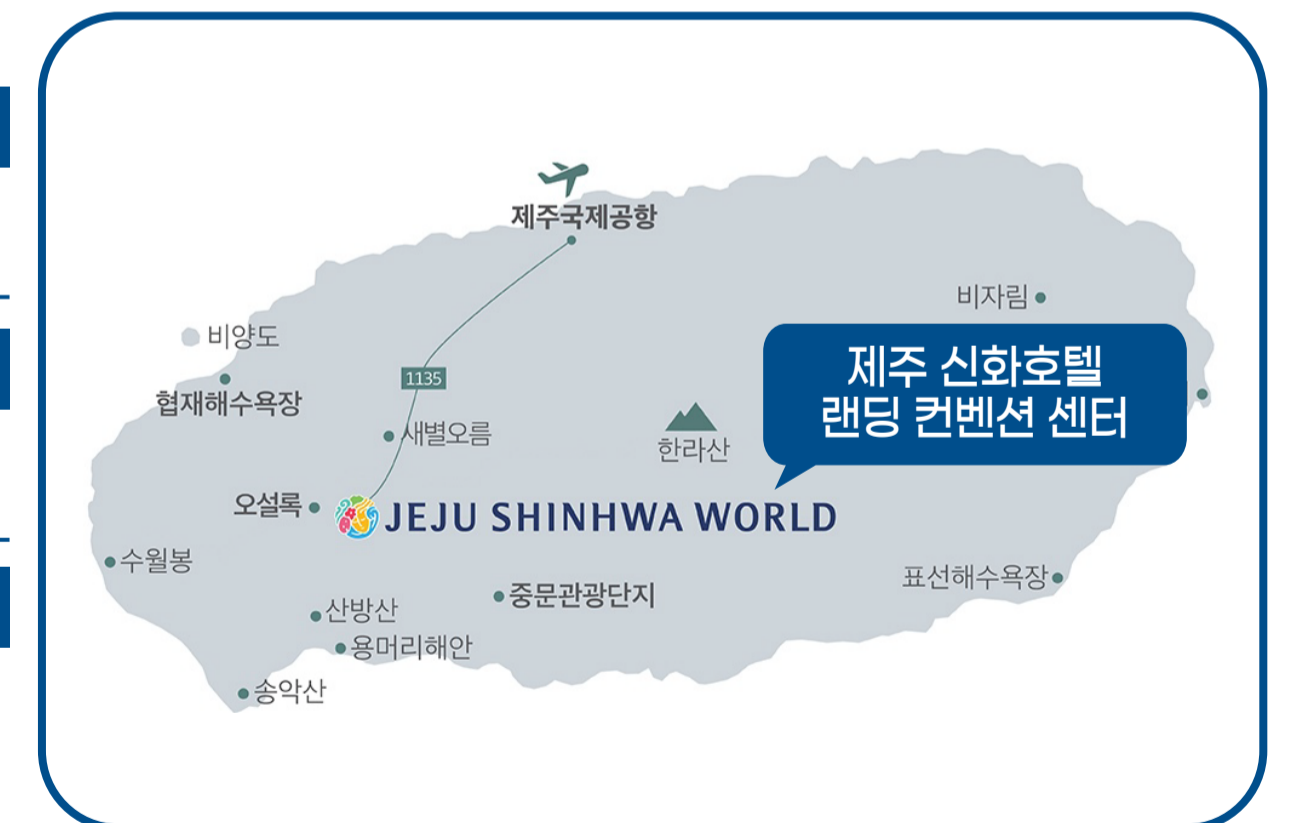 제주국제공항
비자림
비양도
제주 신화호텔
랜딩 컨벤션 센터
1135
협재해수욕장
새별오름
한라산
오설록
JEJU SHINHWA WORLD
수월봉
표선해수욕장
중문관광단지
산방산
용머리해안
송악산